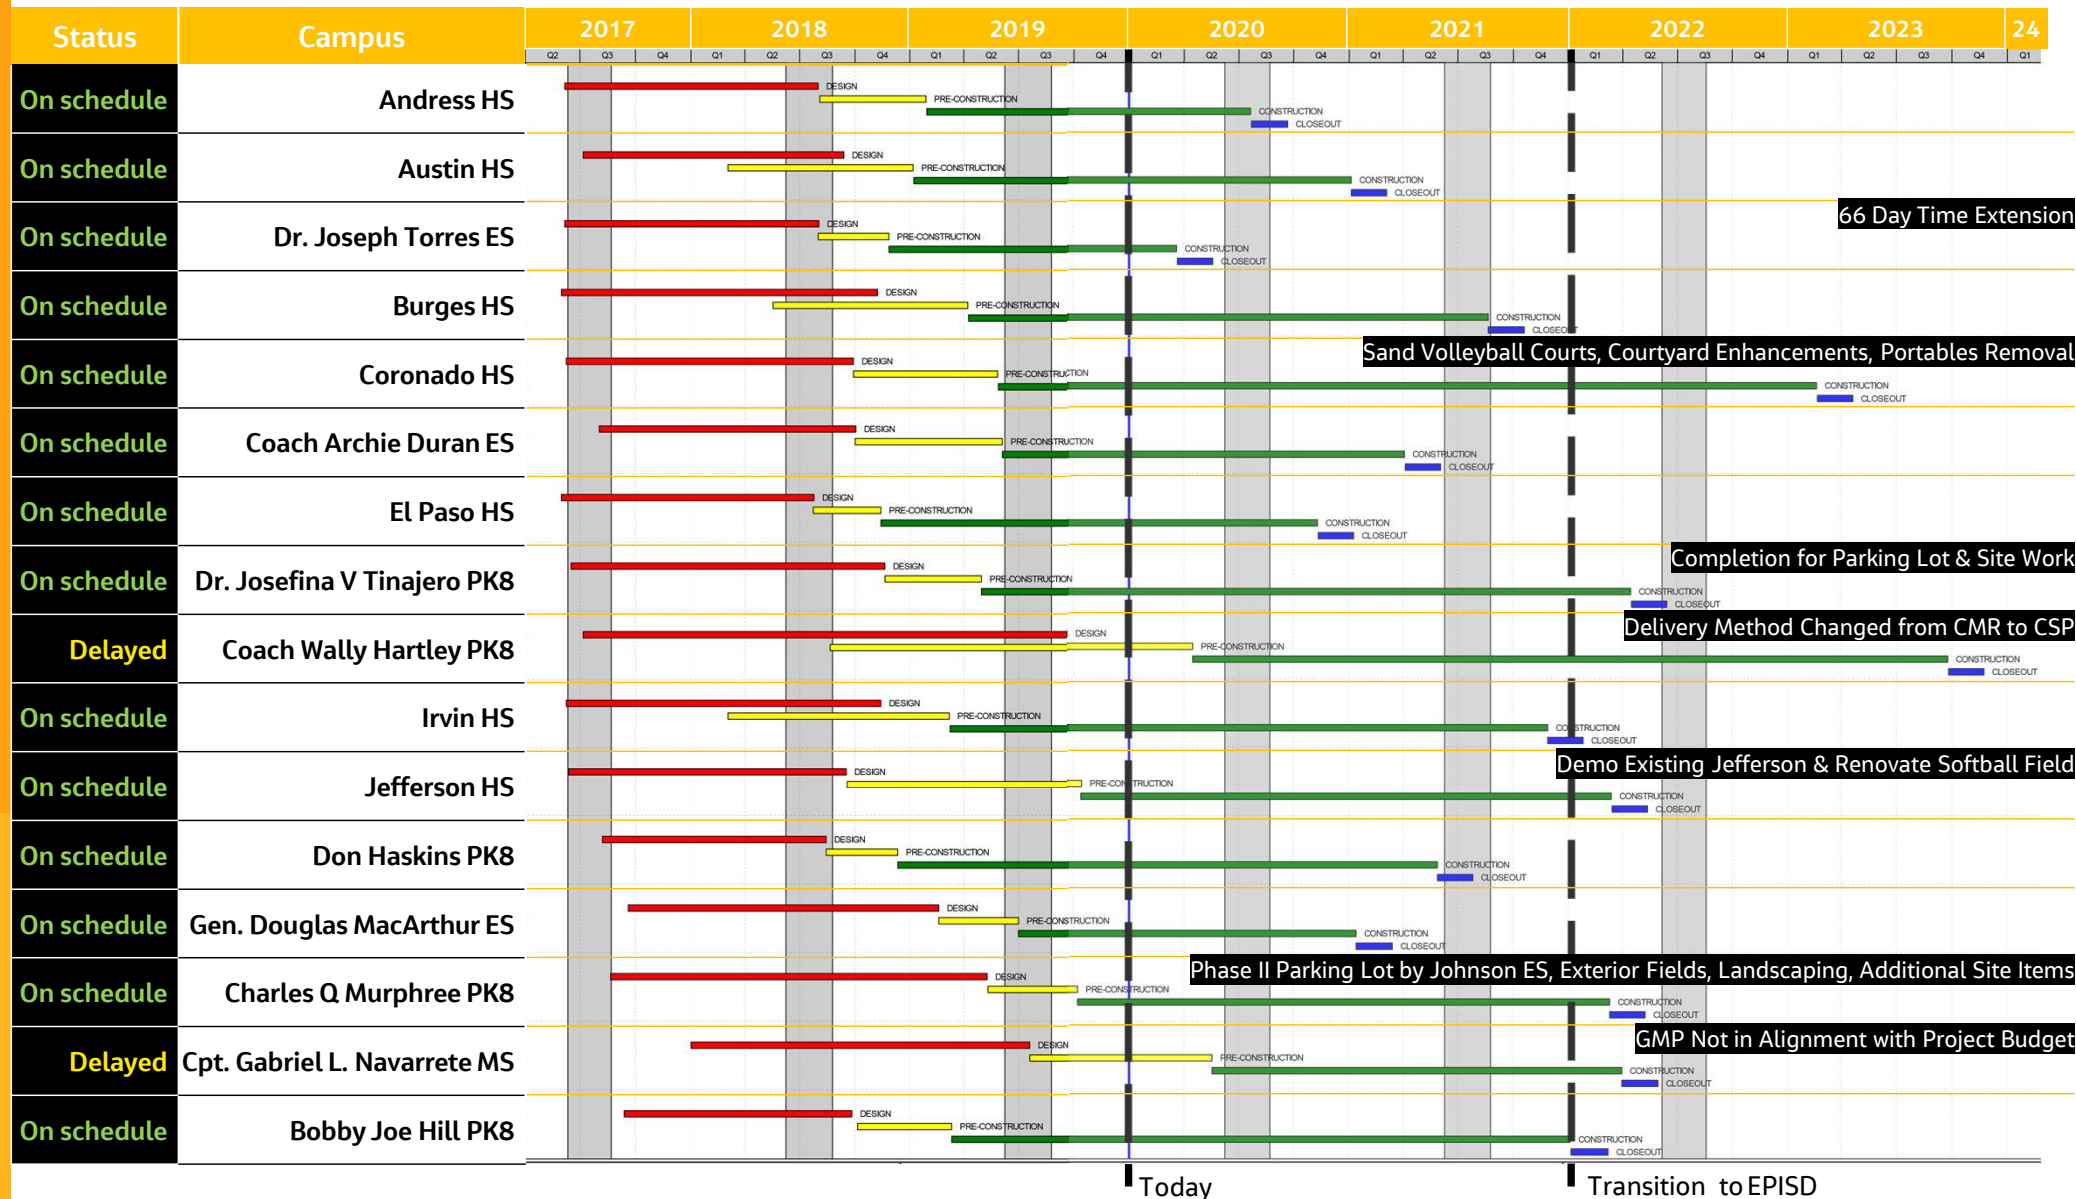 Status Campus 2017 2018 2019 2020 2021 2022 2023 24
Q2 Q3 Q4 Q1 Q2 Q3 Q4 Q1 Q2 Q3 Q4 Q1 Q2 Q3 Q4 Q1 Q2 Q3 Q4 Q1 Q2 Q3 Q4 Q1 Q2 Q3 Q4 Q1
On schedule Andress HS
DESIGN
PRE-CONSTRUCTION
CONSTRUCTION
CLOSEOUT
On schedule Austin HS
DESIGN
PRE-CONSTRUCTION
CONSTRUCTION
CLOSEOUT
66 Day Time Extension
On schedule Dr. Joseph Torres ES
DESIGN
PRE-CONSTRUCTION
CONSTRUCTION
CLOSEOUT
On schedule Burges HS
DESIGN
PRE-CONSTRUCTION
CONSTRUCTION
CLOSEOUT
Sand Volleyball Courts, Courtyard Enhancements, Portables Removal
On schedule Coronado HS
DESIGN
PRE-CONSTRUCTION
CONSTRUCTION
CLOSEOUT
On schedule Coach Archie Duran ES
DESIGN
PRE-CONSTRUCTION
CONSTRUCTION
CLOSEOUT
On schedule El Paso HS
DESIGN
PRE-CONSTRUCTION
CONSTRUCTION
CLOSEOUT
Completion for Parking Lot & Site Work
On schedule Dr. Josefina V Tinajero PK8
DESIGN
PRE-CONSTRUCTION
CONSTRUCTION
CLOSEOUT
Delivery Method Changed from CMR to CSP
Delayed Coach Wally Hartley PK8
DESIGN
PRE-CONSTRUCTION
CONSTRUCTION
CLOSEOUT
On schedule Irvin HS
DESIGN
PRE-CONSTRUCTION
CONSTRUCTION
CLOSEOUT
Demo Existing Jefferson & Renovate Softball Field
On schedule Jefferson HS
DESIGN
PRE-CONSTRUCTION
CONSTRUCTION
CLOSEOUT
On schedule Don Haskins PK8
DESIGN
PRE-CONSTRUCTION
CONSTRUCTION
CLOSEOUT
On schedule Gen. Douglas MacArthur ES
DESIGN
PRE-CONSTRUCTION
CONSTRUCTION
CLOSEOUT
Phase II Parking Lot by Johnson ES, Exterior Fields, Landscaping, Additional Site Items
On schedule Charles Q Murphree PK8
DESIGN
PRE-CONSTRUCTION
CONSTRUCTION
CLOSEOUT
GMP Not in Alignment with Project Budget
Delayed Cpt. Gabriel L. Navarrete MS
DESIGN
PRE-CONSTRUCTION
CONSTRUCTION
CLOSEOUT
On schedule Bobby Joe Hill PK8
DESIGN
PRE-CONSTRUCTION
CONSTRUCTION
CLOSEOUT
Today Transition to EPISD